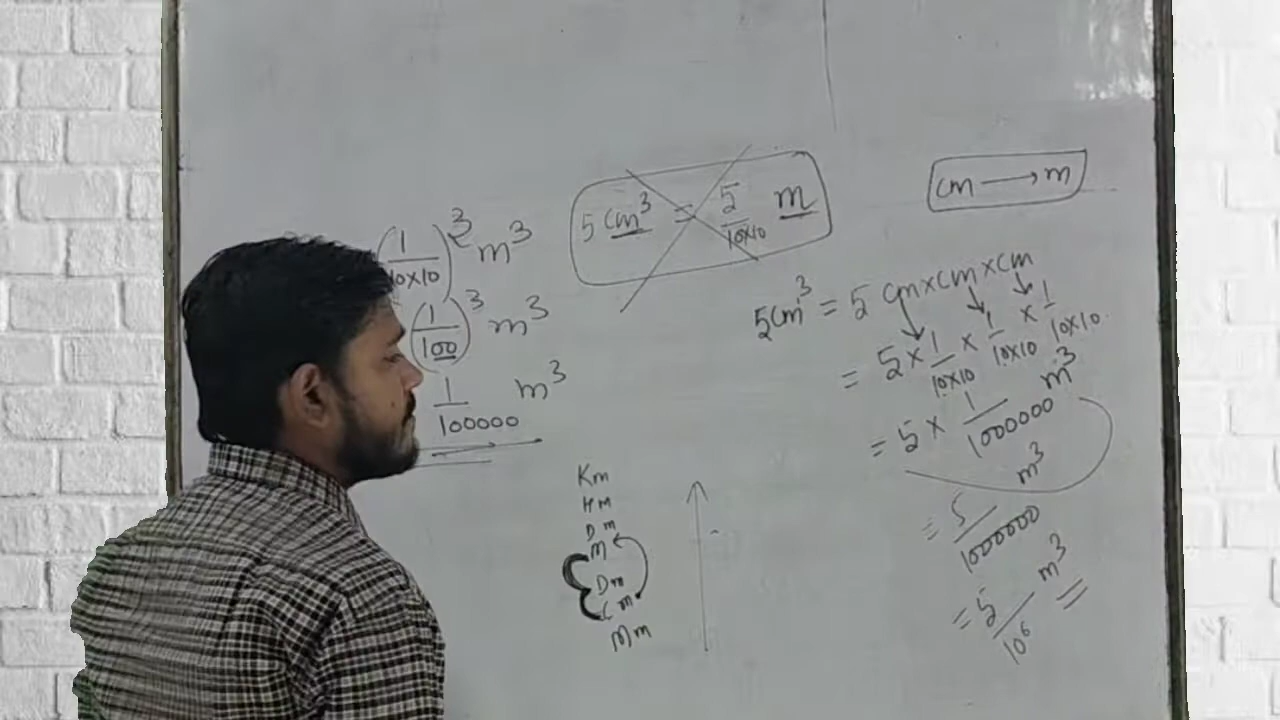 (1/10×10)³ m³
(1/100)³ m³
1/100000 m³
5 cm³ = 5/10×10 m
cm → m
5cm³ = 5 cm×cm×cm
= 5 × 1/10×10 × 1/10×10 × 1/10×10
= 5 × 1/1000000 m³
= 5/1000000 m³
= 5/10⁶ m³
Km
HM
Dm
M
Dm
Cm
Mm